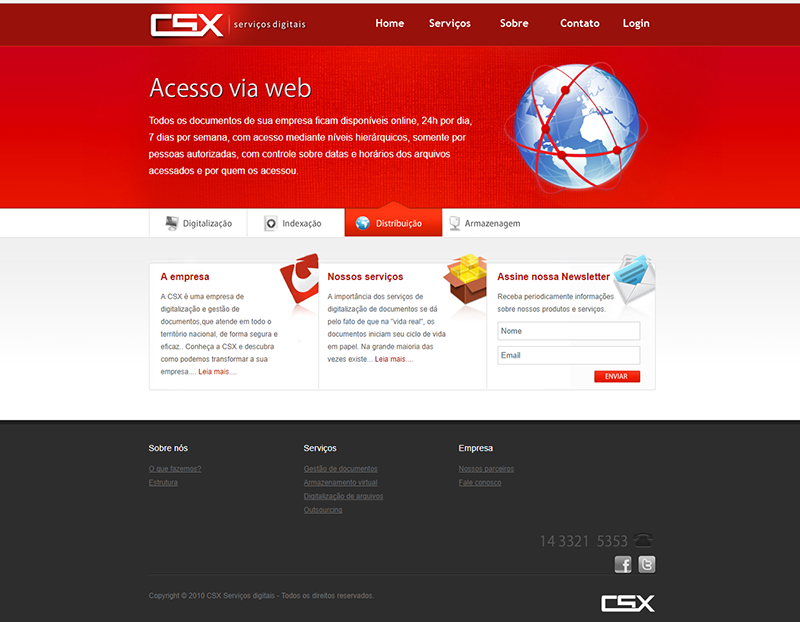 CSX serviços digitais
Home Serviços Sobre Contato Login
Acesso via web
Todos os documentos de sua empresa ficam disponíveis online, 24h por dia,
7 dias por semana, com acesso mediante níveis hierárquicos, somente por
pessoas autorizadas, com controle sobre datas e horários dos arquivos
acessados e por quem os acessou.
Digitalização Indexação Distribuição Armazenagem
A empresa
A CSX é uma empresa de
digitalização e gestão de
documentos,que atende em todo o
território nacional, de forma segura e
eficaz.. Conheça a CSX e descubra
como podemos transformar a sua
empresa.... Leia mais....
Nossos serviços
A importância dos serviços de
digitalização de documentos se dá
pelo fato de que na "vida real", os
documentos iniciam seu ciclo de vida
em papel. Na grande maioria das
vezes existe... Leia mais....
Assine nossa Newsletter
Receba periodicamente informações
sobre nossos produtos e serviços.
Nome
Email
ENVIAR
Sobre nós
O que fazemos?
Estrutura
Serviços
Gestão de documentos
Armazenamento virtual
Digitalização de arquivos
Outsourcing
Empresa
Nossos parceiros
Fale conosco
14 3321 5353
Copyright © 2010 CSX Serviços digitais - Todos os direitos reservados.
CSX